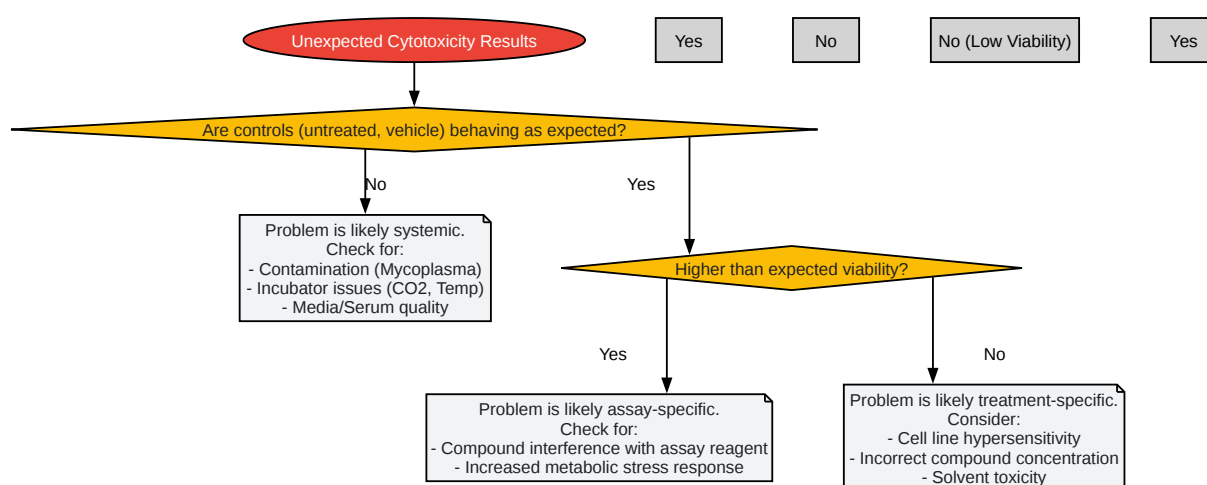 Unexpected Cytotoxicity Results
Yes
No
No (Low Viability)
Yes
Are controls (untreated, vehicle) behaving as expected?
No
Yes
Problem is likely systemic.
Check for:
- Contamination (Mycoplasma)
- Incubator issues (CO2, Temp)
- Media/Serum quality
Higher than expected viability?
Yes
No
Problem is likely assay-specific.
Check for:
- Compound interference with assay reagent
- Increased metabolic stress response
Problem is likely treatment-specific.
Consider:
- Cell line hypersensitivity
- Incorrect compound concentration
- Solvent toxicity